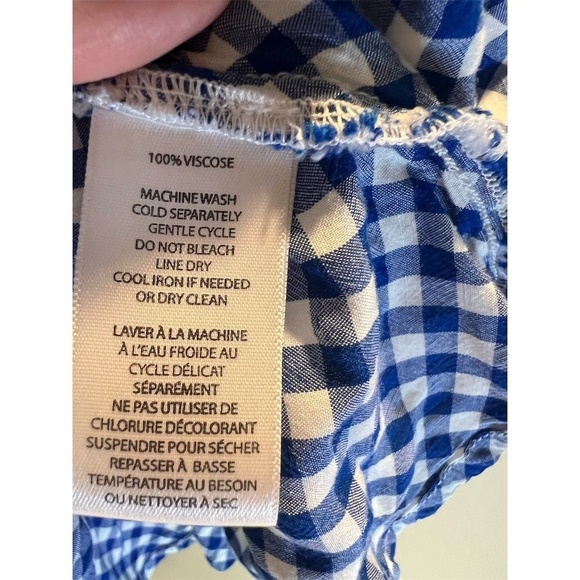 100% VISCOSE
MACHINE WASH
COLD SEPARATELY
GENTLE CYCLE
DO NOT BLEACH
LINE DRY
COOL IRON IF NEEDED
OR DRY CLEAN
LAVER À LA MACHINE
À L'EAU FROIDE AU
CYCLE DÉLICAT
SÉPARÉMENT
NE PAS UTILISER DE
CHLORURE DÉCOLORANT
SUSPENDRE POUR SÉCHER
REPASSER À BASSE
TEMPÉRATURE AU BESOIN
OU NETTOYER À SEC